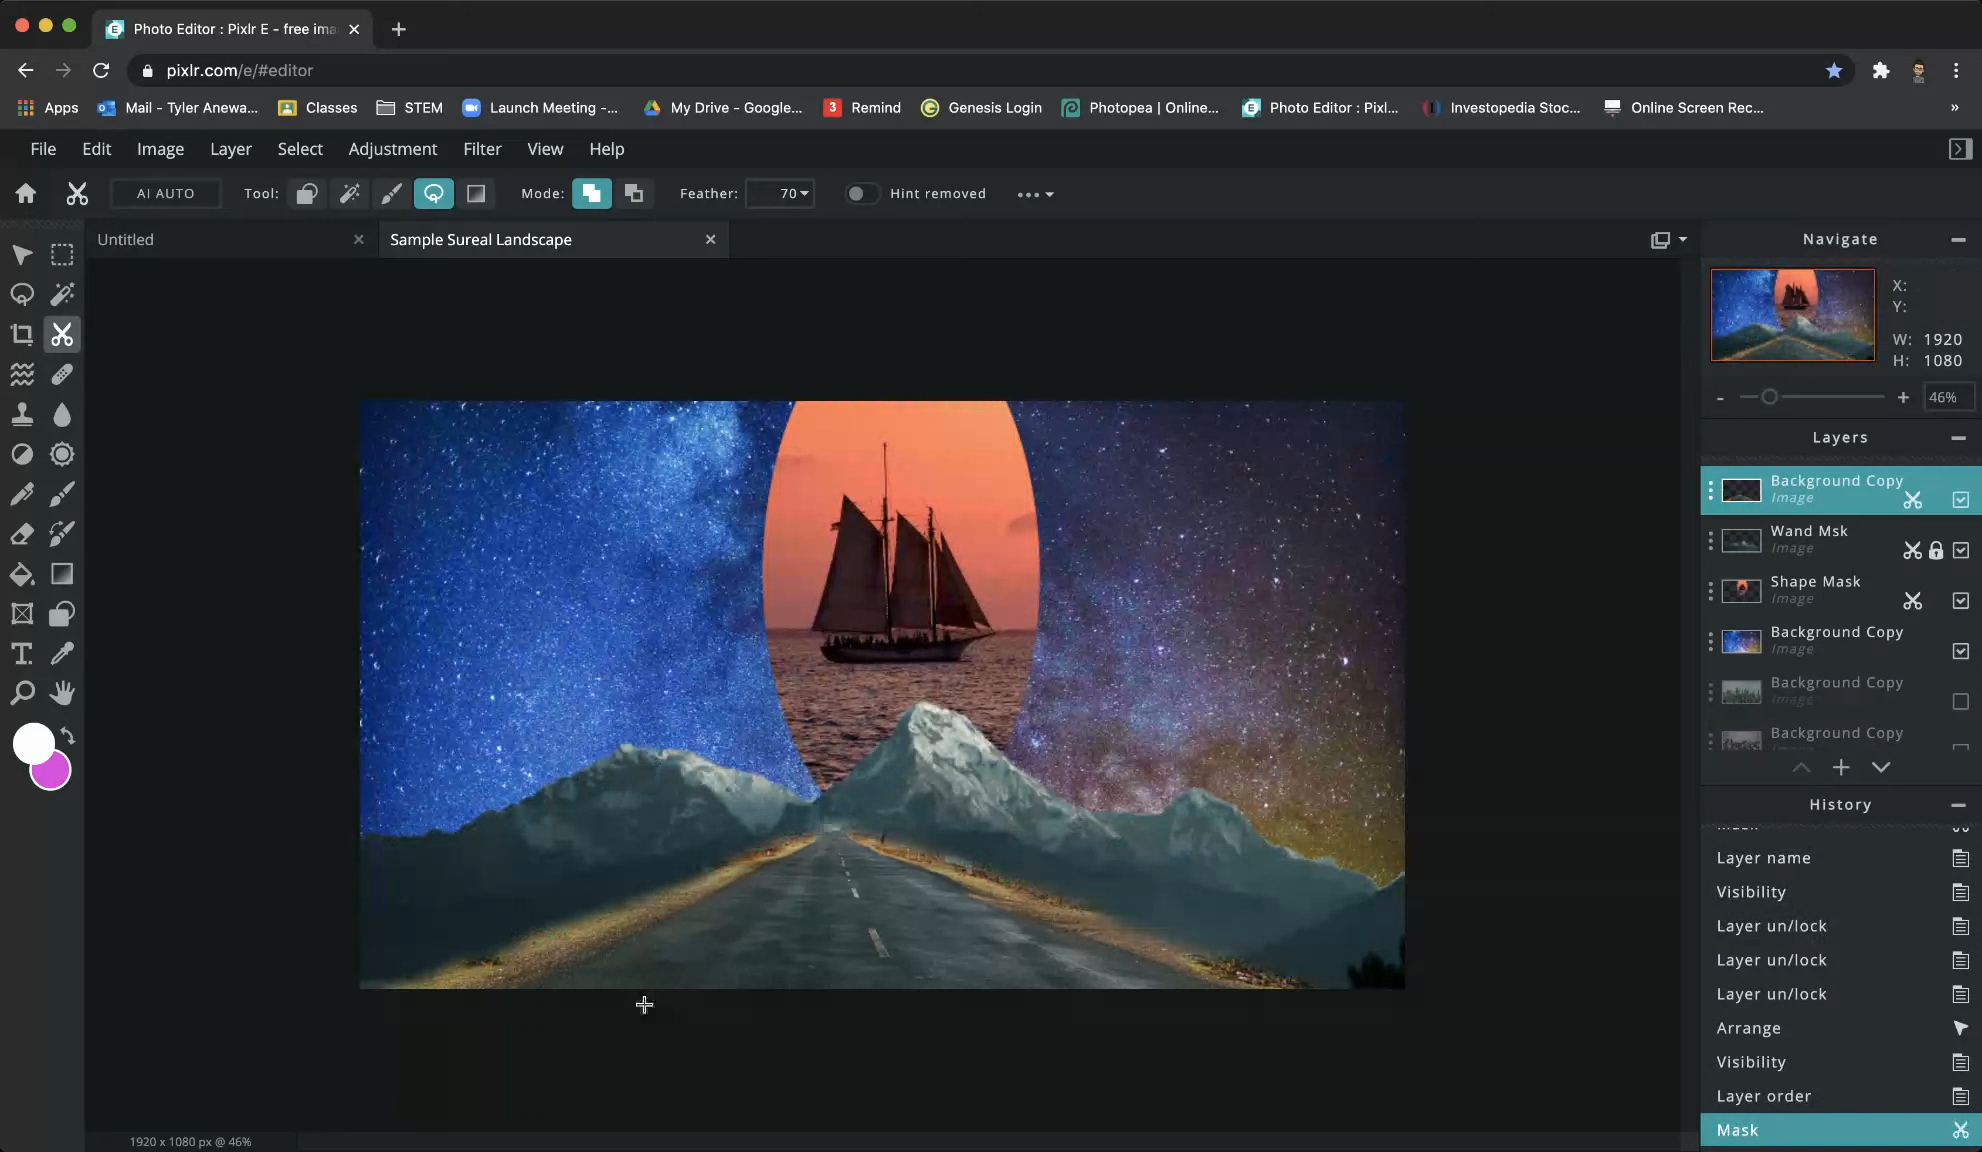 Photo Editor : Pixlr E - free ima
pixlr.com/e/#editor
Apps Mail - Tyler Anewa... Classes STEM Launch Meeting -... My Drive - Google... 3 Remind Genesis Login Photopea | Online... Photo Editor : Pixl... Investopedia Stoc... Online Screen Rec... »
File Edit Image Layer Select Adjustment Filter View Help
AI AUTO Tool: Mode: Feather: 70 Hint removed
Untitled Sample Sureal Landscape
Navigate
X:
Y:
W: 1920
H: 1080
- + 46%
Layers
Background Copy
Image
Wand Msk
Image
Shape Mask
Image
Background Copy
Image
Background Copy
Image
Background Copy
History
Layer name
Visibility
Layer un/lock
Layer un/lock
Layer un/lock
Arrange
Visibility
Layer order
Mask
1920 x 1080 px @ 46%